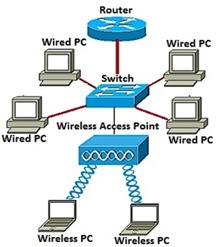 Router
Wired PC
Wired PC
Switch
Wireless Access Point
Wired PC
Wired PC
Wireless PC
Wireless PC